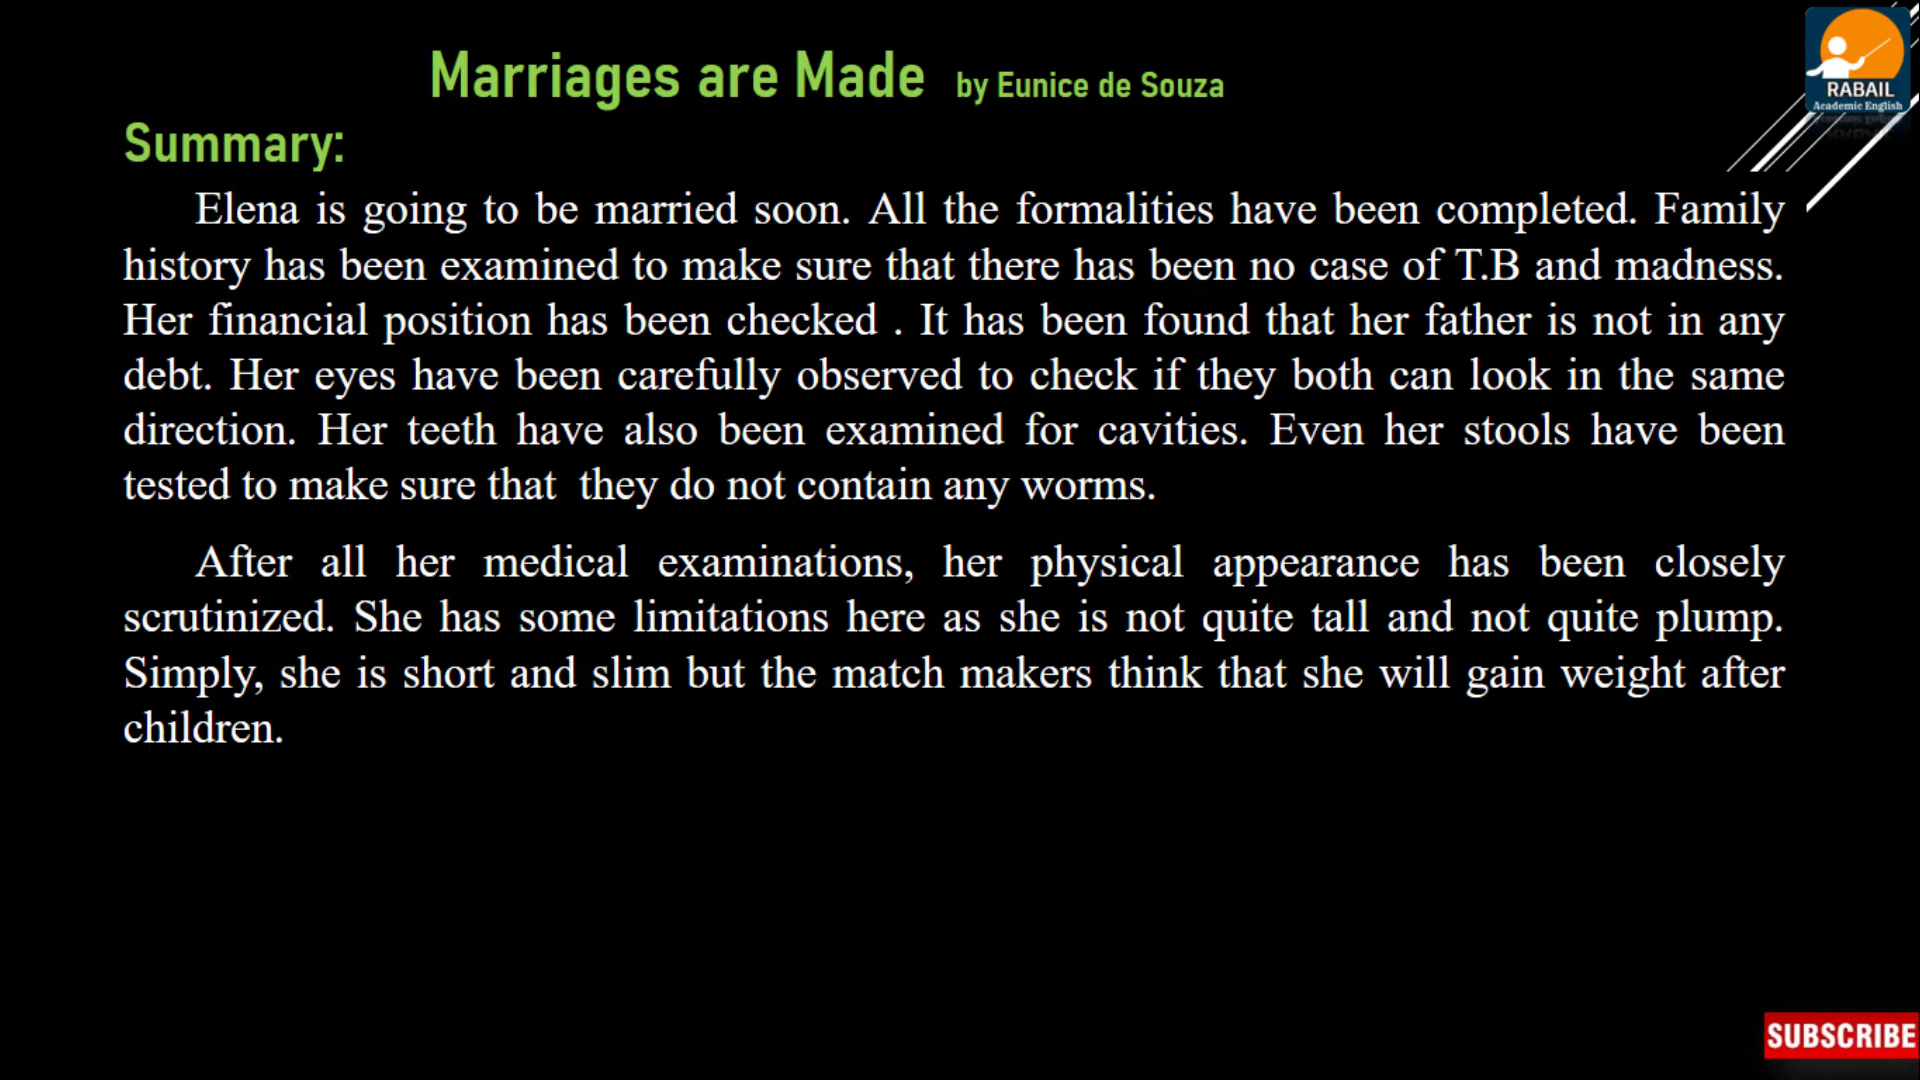 Marriages are Made by Eunice de Souza
RABAIL
Academic English
Summary:
Elena is going to be married soon. All the formalities have been completed. Family
history has been examined to make sure that there has been no case of T.B and madness.
Her financial position has been checked . It has been found that her father is not in any
debt. Her eyes have been carefully observed to check if they both can look in the same
direction. Her teeth have also been examined for cavities. Even her stools have been
tested to make sure that they do not contain any worms.
After all her medical examinations, her physical appearance has been closely
scrutinized. She has some limitations here as she is not quite tall and not quite plump.
Simply, she is short and slim but the match makers think that she will gain weight after
children.
SUBSCRIBE